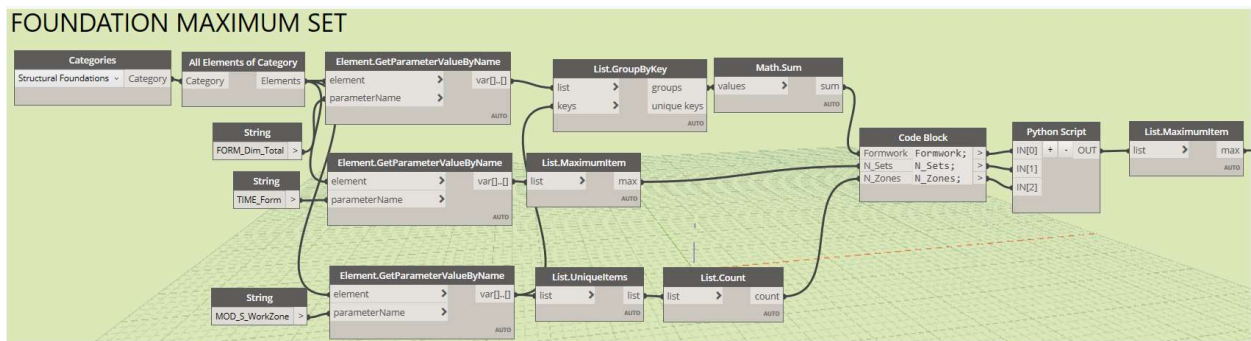 FOUNDATION MAXIMUM SET
Categories
Structural Foundations Category
All Elements of Category
Category Elements
Element.GetParameterValueByName
element > var[]..[]
parameterName >
AUTO
String
FORM_Dim_Total >
List.GroupByKey
list > groups
keys > unique keys
AUTO
Math.Sum
values > sum
AUTO
Element.GetParameterValueByName
element > var[]..[]
parameterName >
AUTO
String
TIME_Form >
List.MaximumItem
list > max
AUTO
Code Block
Formwork Formwork; >
N_Sets N_Sets; >
N_Zones N_Zones; >
Python Script
IN[0] + - OUT
IN[1]
IN[2]
AUTO
List.MaximumItem
list > max
AUTO
Element.GetParameterValueByName
element > var[]..[]
parameterName >
AUTO
String
MOD_S_WorkZone >
List.UniqueItems
list > list
AUTO
List.Count
list > count
AUTO